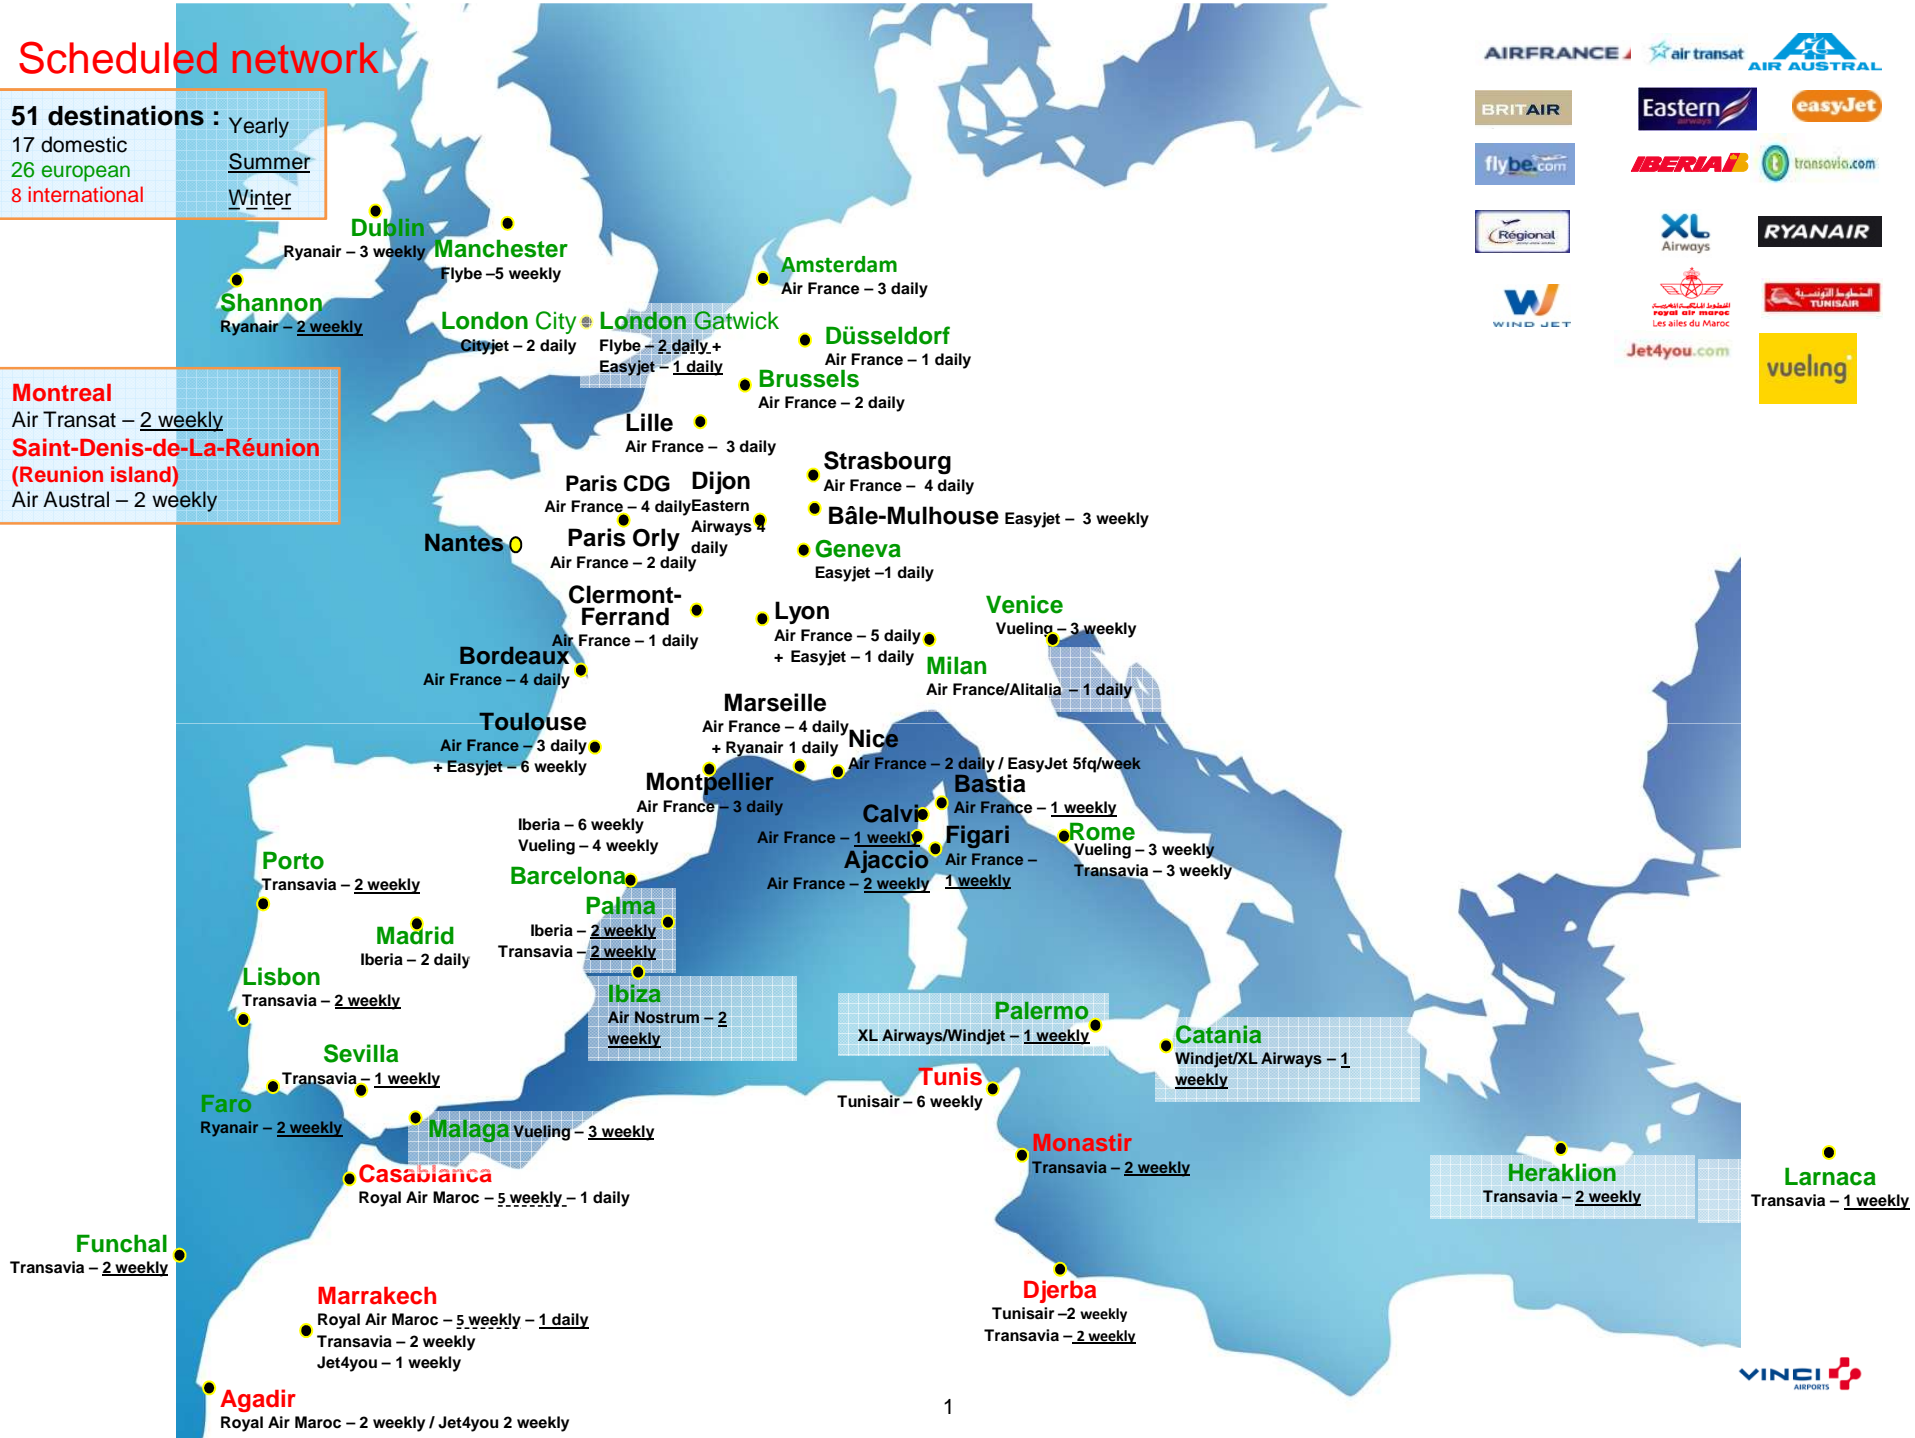 Scheduled network
51 destinations :
17 domestic
26 european
8 international
Yearly
Summer
Winter
Montreal
Air Transat – 2 weekly
Saint-Denis-de-La-Réunion
(Reunion island)
Air Austral – 2 weekly
AIRFRANCE
air transat
AIR AUSTRAL
BRITAIR
Eastern
airways
easyJet
flybe.com
IBERIA
transavia.com
Régional
XL
Airways
RYANAIR
WIND JET
royal air maroc
Les ailes du Maroc
TUNISAIR
Jet4you.com
vueling
Dublin
Ryanair – 3 weekly
Manchester
Flybe –5 weekly
Shannon
Ryanair – 2 weekly
Amsterdam
Air France – 3 daily
London City
Cityjet – 2 daily
London Gatwick
Flybe – 2 daily +
Easyjet – 1 daily
Düsseldorf
Air France – 1 daily
Brussels
Air France – 2 daily
Lille
Air France – 3 daily
Strasbourg
Air France – 4 daily
Paris CDG
Air France – 4 daily
Dijon
Eastern
Airways 4
daily
Bâle-Mulhouse Easyjet – 3 weekly
Nantes
Paris Orly
Air France – 2 daily
Geneva
Easyjet –1 daily
Clermont-
Ferrand
Air France – 1 daily
Lyon
Air France – 5 daily
+ Easyjet – 1 daily
Venice
Vueling – 3 weekly
Milan
Air France/Alitalia – 1 daily
Bordeaux
Air France – 4 daily
Toulouse
Air France – 3 daily
+ Easyjet – 6 weekly
Marseille
Air France – 4 daily
+ Ryanair 1 daily
Nice
Air France – 2 daily / EasyJet 5fq/week
Montpellier
Air France – 3 daily
Bastia
Air France – 1 weekly
Calvi
Air France – 1 weekly
Figari
Air France –
1 weekly
Ajaccio
Air France – 2 weekly
Rome
Vueling – 3 weekly
Transavia – 3 weekly
Iberia – 6 weekly
Vueling – 4 weekly
Barcelona
Porto
Transavia – 2 weekly
Palma
Iberia – 2 weekly
Transavia – 2 weekly
Madrid
Iberia – 2 daily
Lisbon
Transavia – 2 weekly
Ibiza
Air Nostrum – 2
weekly
Palermo
XL Airways/Windjet – 1 weekly
Catania
Windjet/XL Airways – 1
weekly
Sevilla
Transavia – 1 weekly
Faro
Ryanair – 2 weekly
Malaga Vueling – 3 weekly
Tunis
Tunisair – 6 weekly
Monastir
Transavia – 2 weekly
Casablanca
Royal Air Maroc – 5 weekly – 1 daily
Heraklion
Transavia – 2 weekly
Larnaca
Transavia – 1 weekly
Funchal
Transavia – 2 weekly
Marrakech
Royal Air Maroc – 5 weekly – 1 daily
Transavia – 2 weekly
Jet4you – 1 weekly
Djerba
Tunisair –2 weekly
Transavia – 2 weekly
Agadir
Royal Air Maroc – 2 weekly / Jet4you 2 weekly
VINCI
AIRPORTS
1